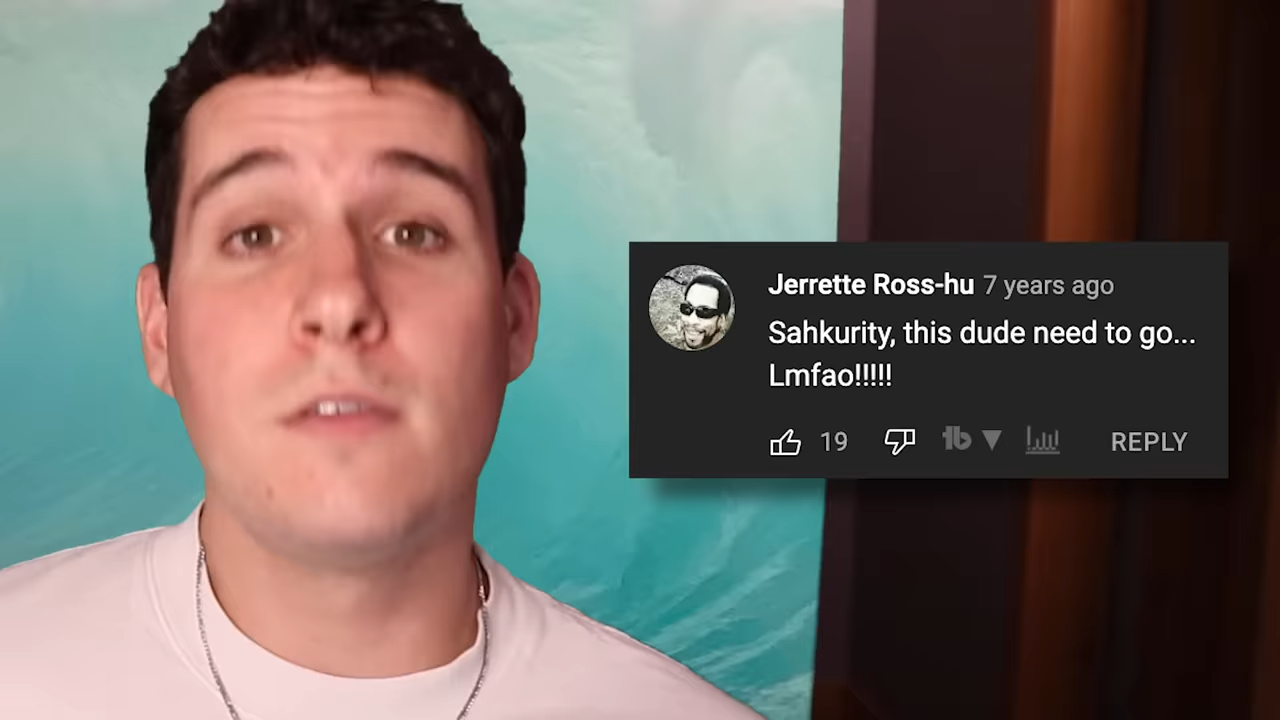 Jerrette Ross-hu 7 years ago
Sahkurity, this dude need to go...
Lmfao!!!!!
19 REPLY